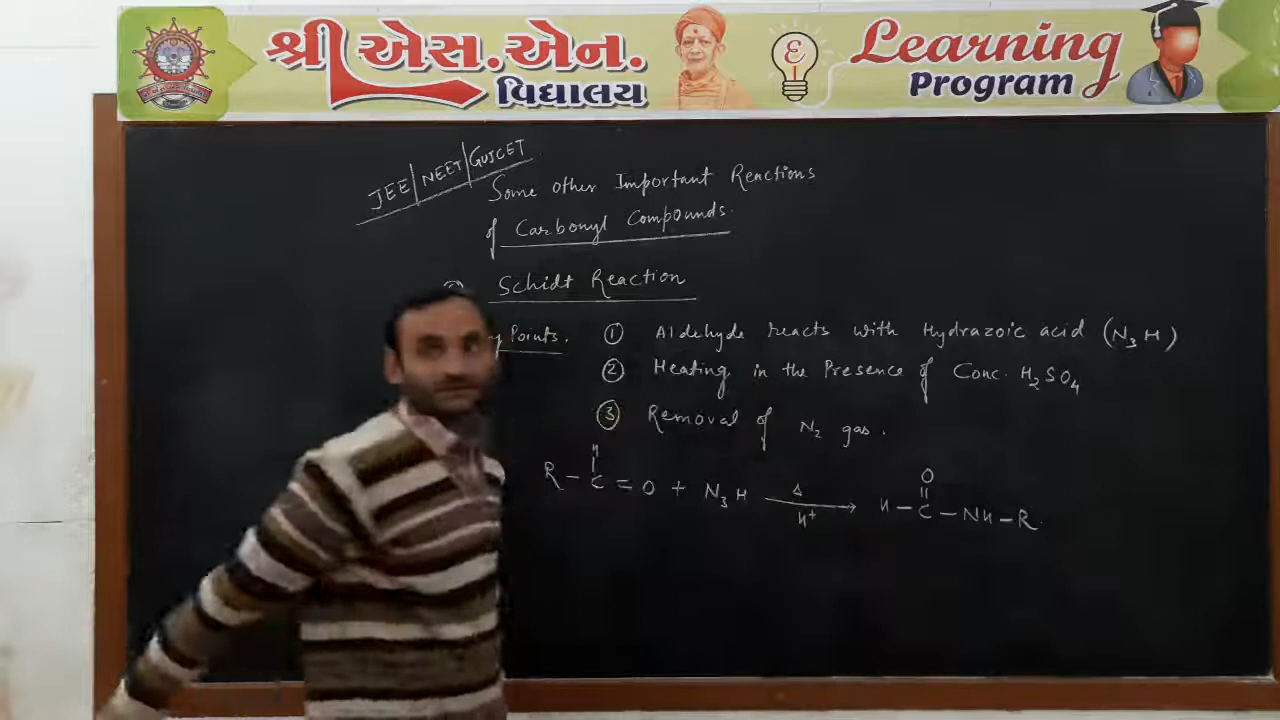 શ્રી એસ.એન.
વિદ્યાલય
Learning
Program
JEE/NEET/GUJCET
Some other Important Reactions
of Carbonyl Compounds.
Schidt Reaction
Points.
① Aldehyde reacts with Hydrazoic acid (N₃H)
② Heating in the Presence of Conc. H₂SO₄
③ Removal of N₂ gas.
H O
R – C = O + N₃H Δ H⁺ → H – C – NH – R.